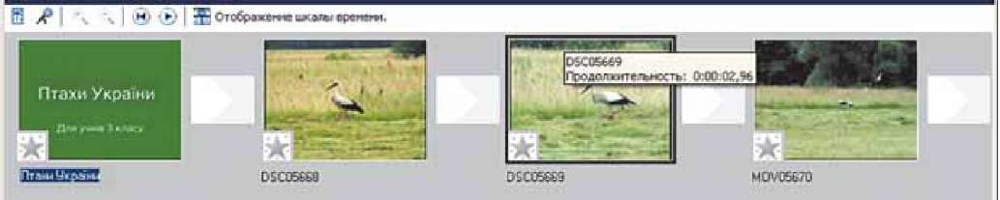 Отображение шкалы времени.
Птахи України
Для учнів 3 класу
DSC05669
Продолжительность: 0:00:02,96
Птахи України
DSC05668
DSC05669
MOV05670